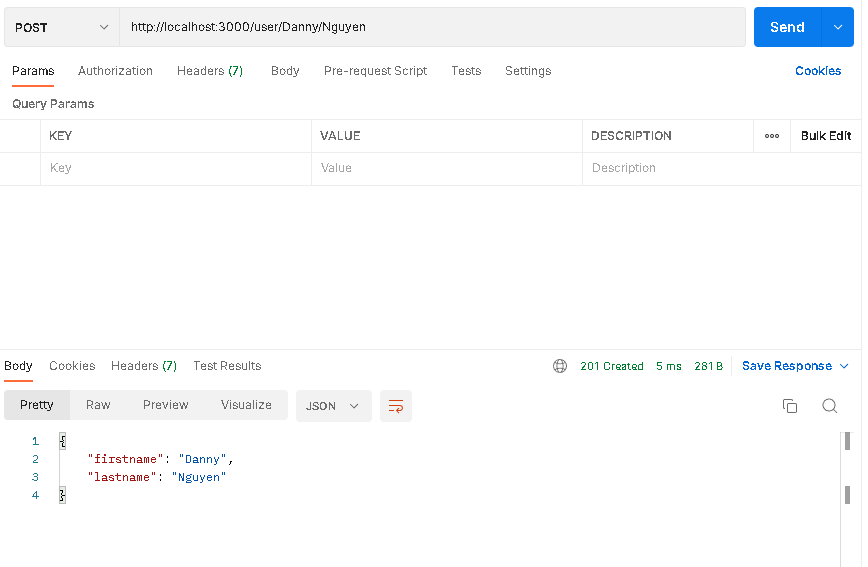 POST http://localhost:3000/user/Danny/Nguyen Send
Params Authorization Headers (7) Body Pre-request Script Tests Settings Cookies
Query Params
KEY VALUE DESCRIPTION ooo Bulk Edit
Key Value Description
Body Cookies Headers (7) Test Results 201 Created 5 ms 281 B Save Response
Pretty Raw Preview Visualize JSON
1 {
2 "firstname": "Danny",
3 "lastname": "Nguyen"
4 }